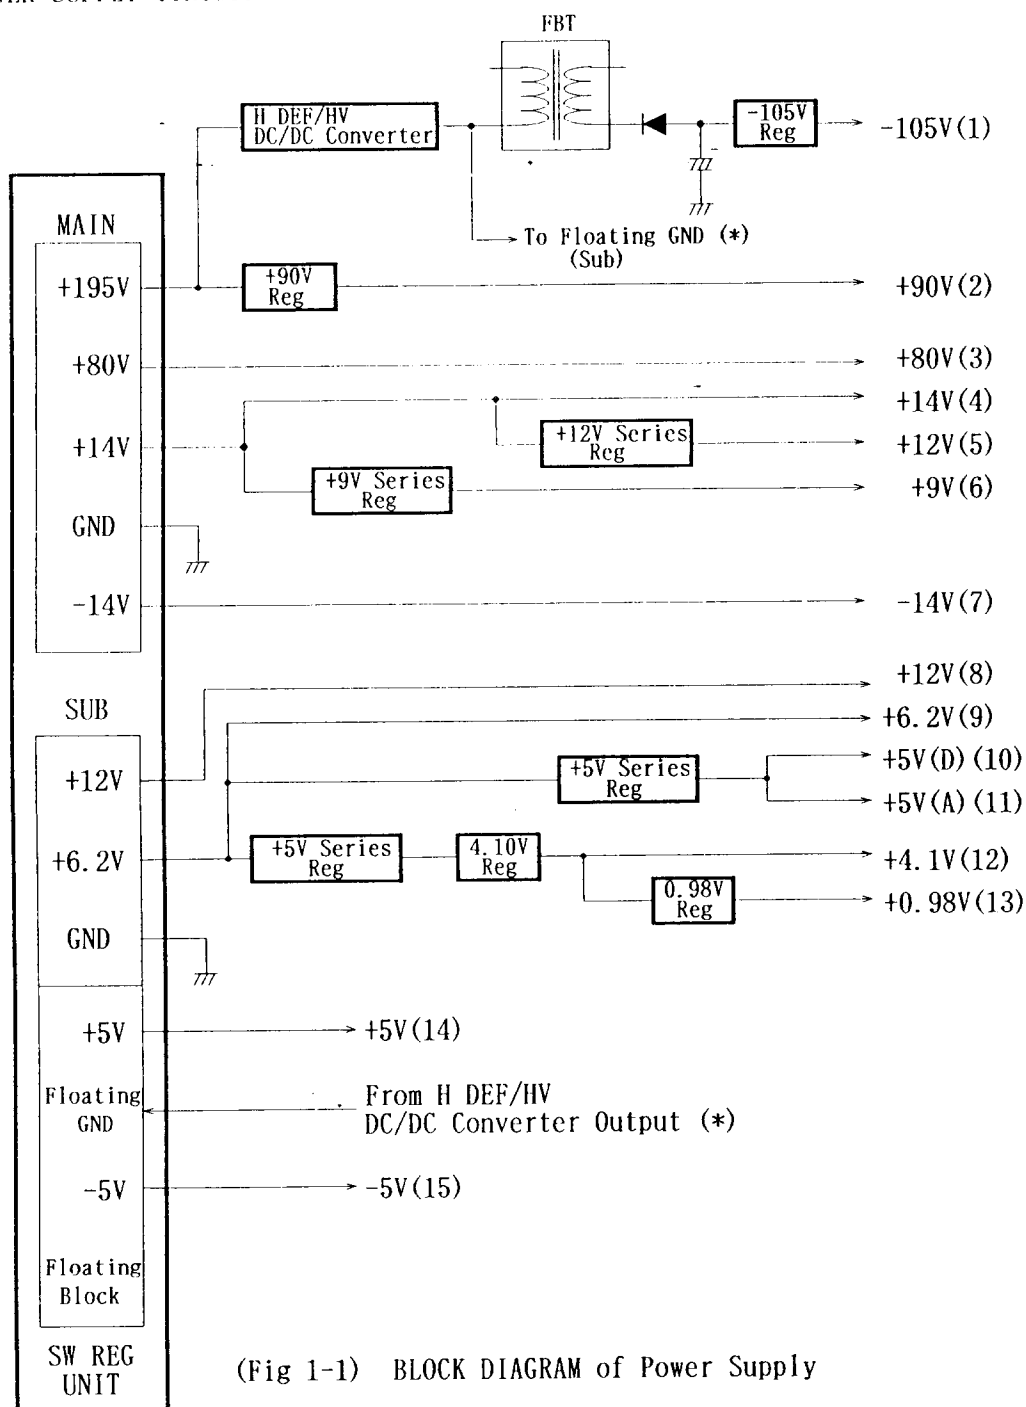 FBT
H DEF/HV
DC/DC Converter
-105V
Reg
-105V(1)
To Floating GND (*)
(Sub)
MAIN
+195V
+90V
Reg
+90V(2)
+80V
+80V(3)
+14V(4)
+14V
+12V Series
Reg
+12V(5)
+9V Series
Reg
+9V(6)
GND
-14V
-14V(7)
+12V(8)
SUB
+6.2V(9)
+12V
+5V Series
Reg
+5V(D)(10)
+5V(A)(11)
+6.2V
+5V Series
Reg
4.10V
Reg
+4.1V(12)
0.98V
Reg
+0.98V(13)
GND
+5V
+5V(14)
Floating
GND
From H DEF/HV
DC/DC Converter Output (*)
-5V
-5V(15)
Floating
Block
SW REG
UNIT
(Fig 1-1) BLOCK DIAGRAM of Power Supply